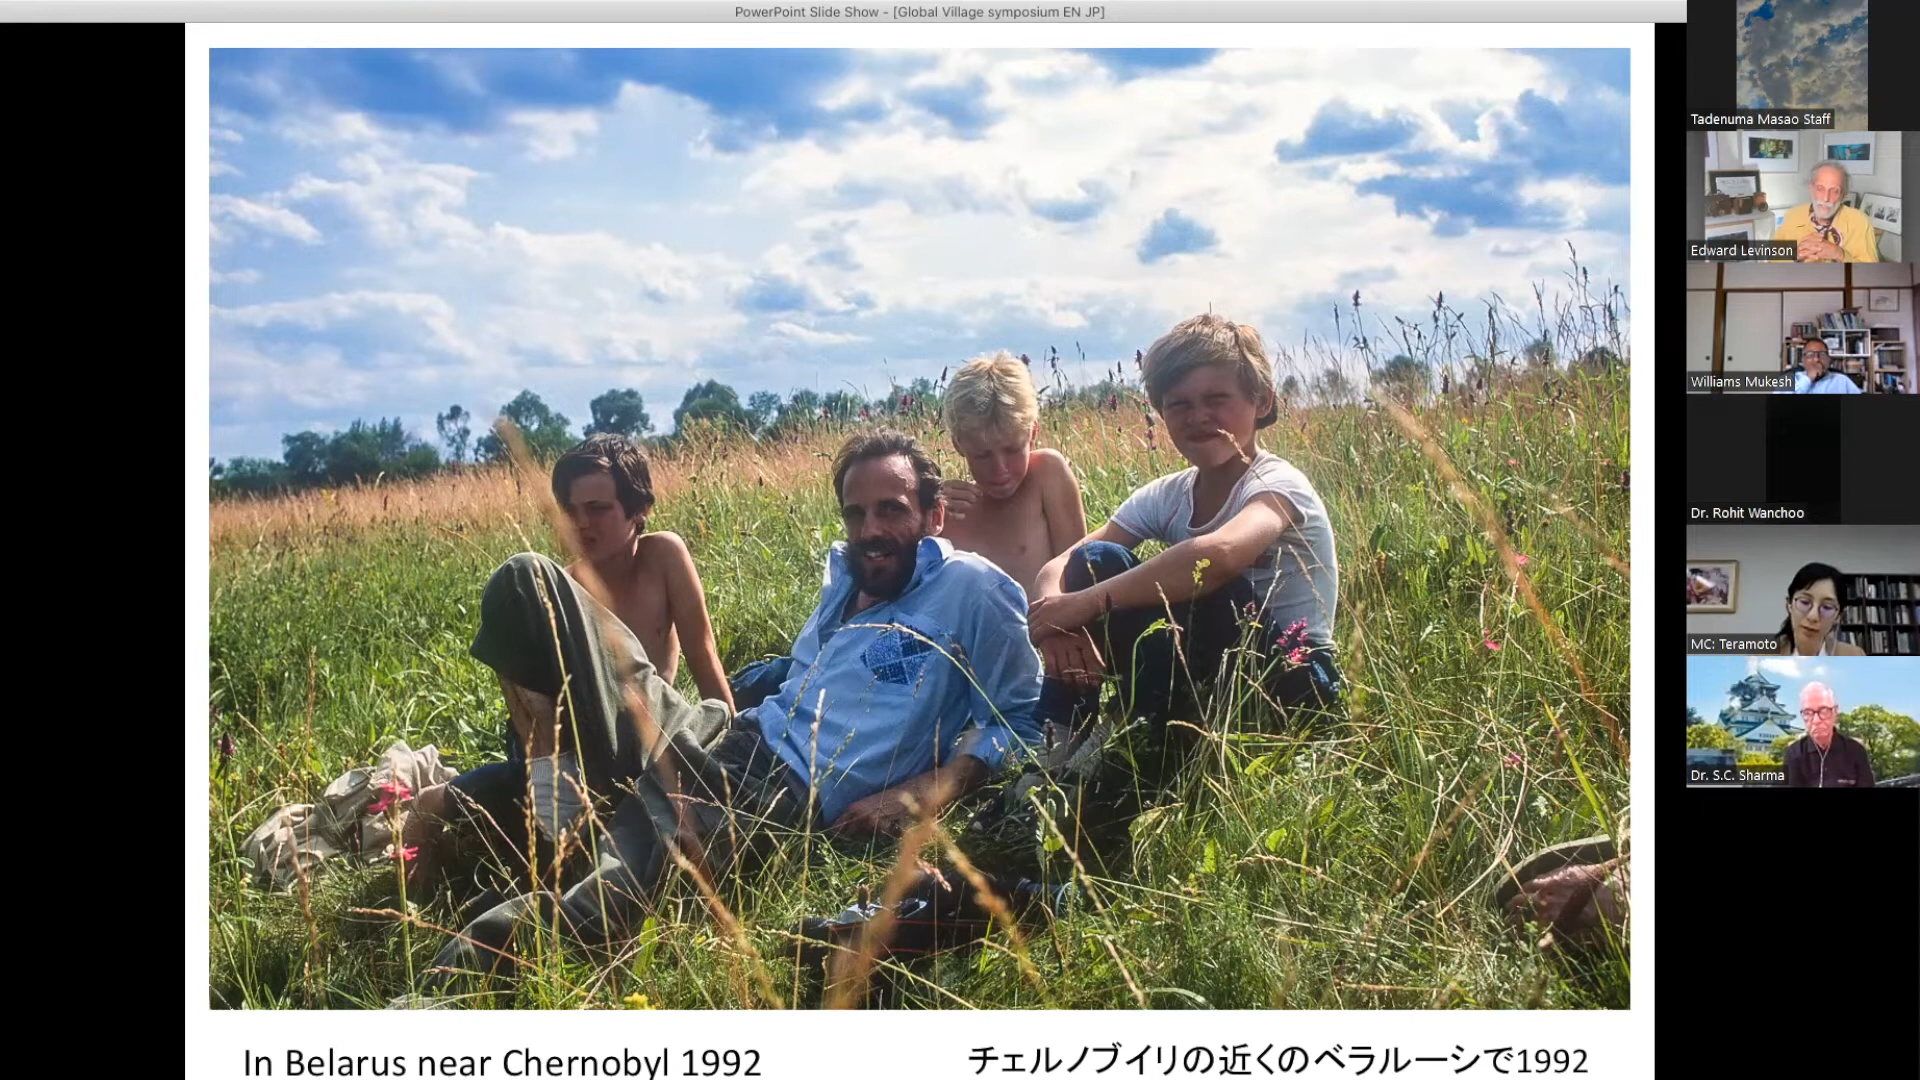 PowerPoint Slide Show - [Global Village symposium EN JP]
Tadenuma Masao Staff
Edward Levinson
Williams Mukesh
Dr. Rohit Wanchoo
MC: Teramoto
Dr. S.C. Sharma
In Belarus near Chernobyl 1992
チェルノブイリの近くのベラルーシで1992